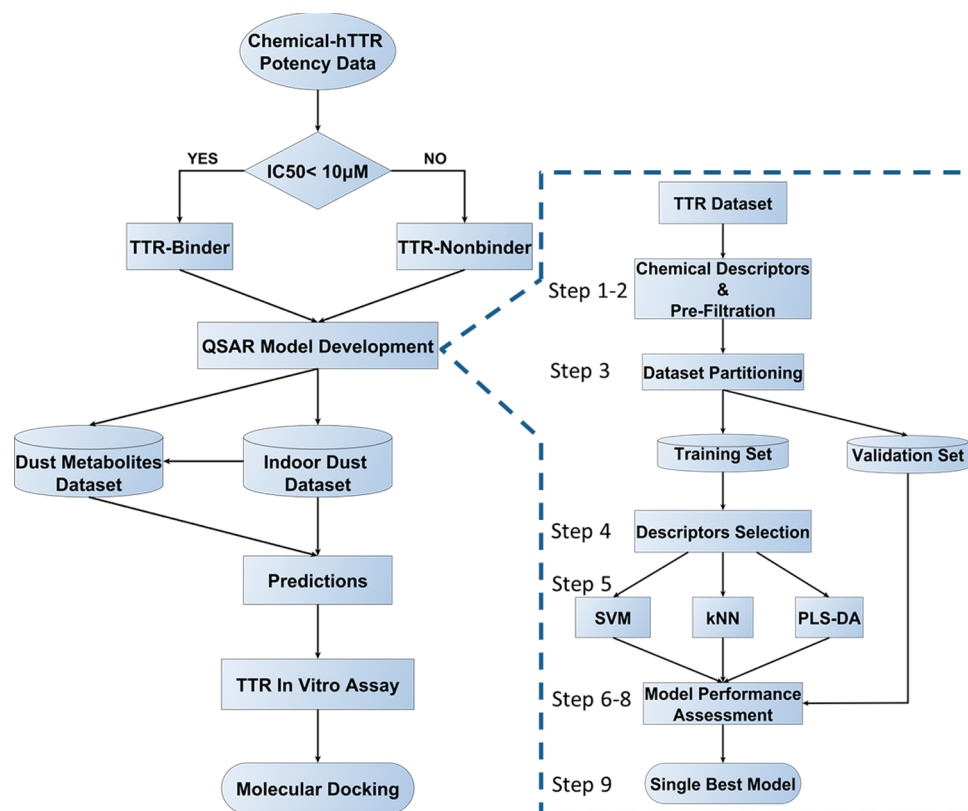 Chemical-hTTR
Potency Data
IC50< 10µM
YES
NO
TTR-Binder
TTR-Nonbinder
QSAR Model Development
Dust Metabolites
Dataset
Indoor Dust
Dataset
Predictions
TTR In Vitro Assay
Molecular Docking
TTR Dataset
Step 1-2
Chemical Descriptors
&
Pre-Filtration
Step 3
Dataset Partitioning
Training Set
Validation Set
Step 4
Descriptors Selection
Step 5
SVM
kNN
PLS-DA
Step 6-8
Model Performance
Assessment
Step 9
Single Best Model